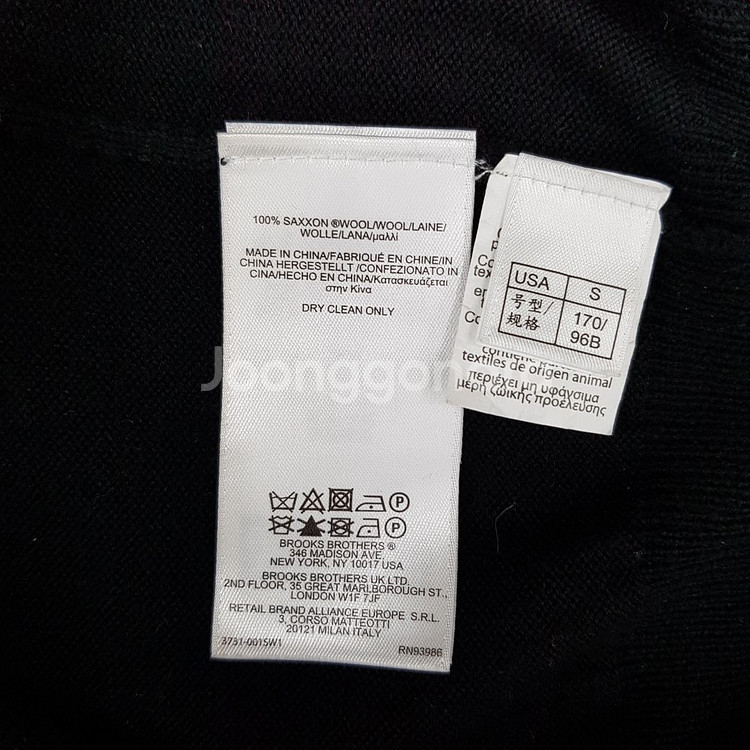 100% SAXXON ®WOOL/WOOL/LAINE/
WOLLE/LANA/μαλλί
MADE IN CHINA/FABRIQUÉ EN CHINE/IN
CHINA HERGESTELLT /CONFEZIONATO IN
CINA/HECHO EN CHINA/Κατασκευάζεται
στην Κίνα
DRY CLEAN ONLY
P
P
BROOKS BROTHERS ®
346 MADISON AVE.
NEW YORK, NY 10017 USA
BROOKS BROTHERS UK LTD.
2ND FLOOR, 35 GREAT MARLBOROUGH ST.,
LONDON W1F 7JF
RETAIL BRAND ALLIANCE EUROPE S.R.L.
3, CORSO MATTEOTTI
20121 MILAN ITALY
3731-0015W1
RN93986
USA S
号型/ 170/
规格 96B
textiles de origen animal
περιέχει μη υφάνσιμα
μέρη ζωικής προέλευσης